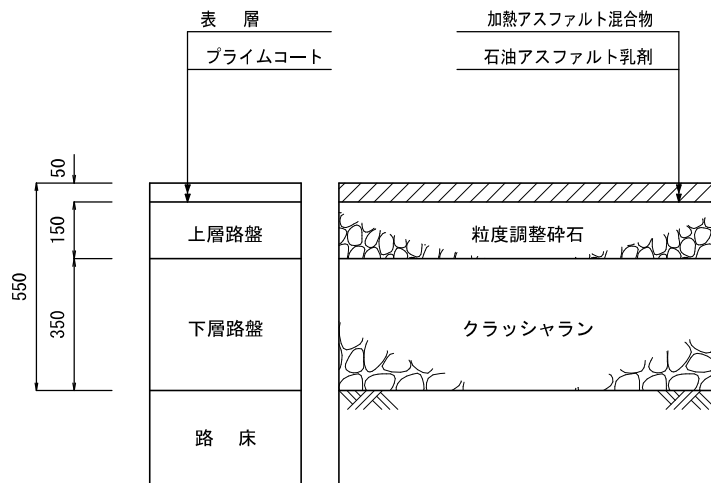 表　層
加熱アスファルト混合物
プライムコート
石油アスファルト乳剤
50
150
550
350
上層路盤
粒度調整砕石
下層路盤
クラッシャラン
路　床